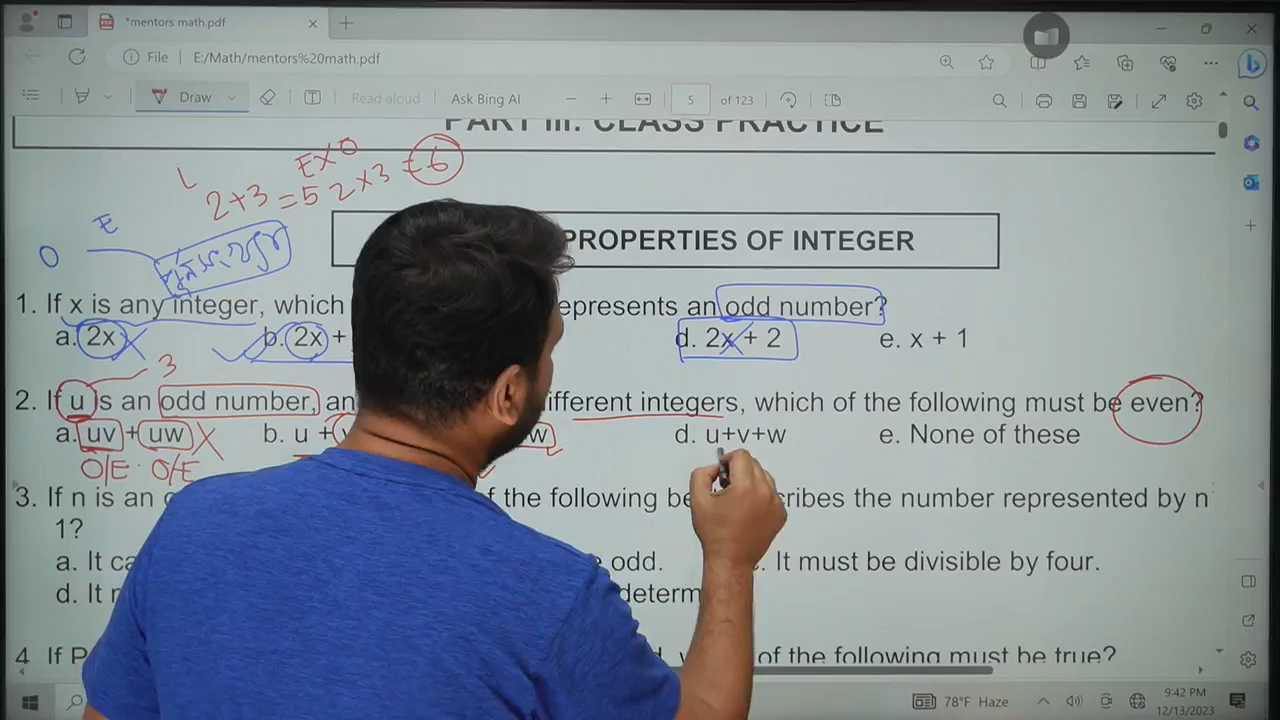 *mentors math.pdf
File E:/Math/mentors%20math.pdf
Draw Read aloud Ask Bing AI 5 of 123
PART III: CLASS PRACTICE
E×O
2+3 =5 2×3 =6
E
O
PROPERTIES OF INTEGER
1. If x is any integer, which epresents an odd number?
a. 2x b. 2x + d. 2x + 2 e. x + 1
3
2. If u is an odd number, an ifferent integers, which of the following must be even?
a. uv + uw b. u + w d. u+v+w e. None of these
O/E O/E
3. If n is an f the following be cribes the number represented by n
1?
a. It ca odd. It must be divisible by four.
d. It determ
4 If P of the following must be true?
78°F Haze
9:42 PM
12/13/2023